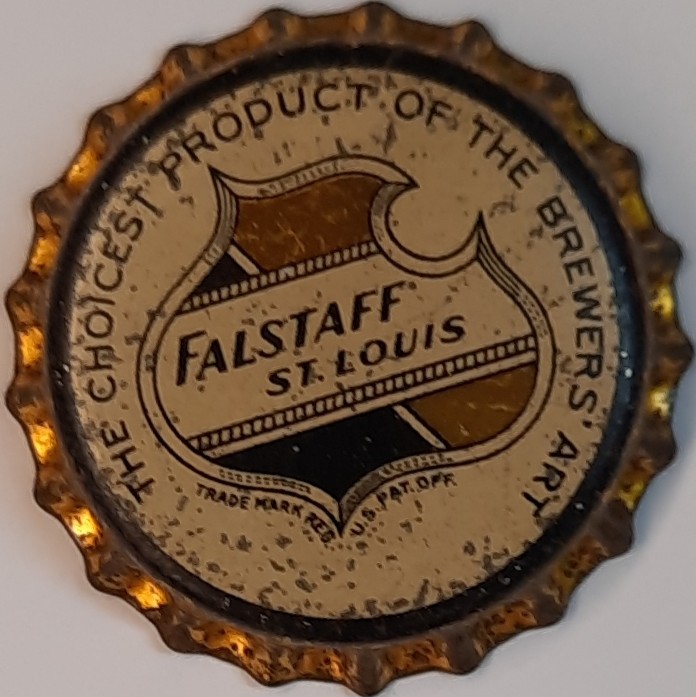 THE CHOICEST PRODUCT OF THE BREWERS' ART
FALSTAFF
ST. LOUIS
TRADE MARK REG. U.S. PAT. OFF.